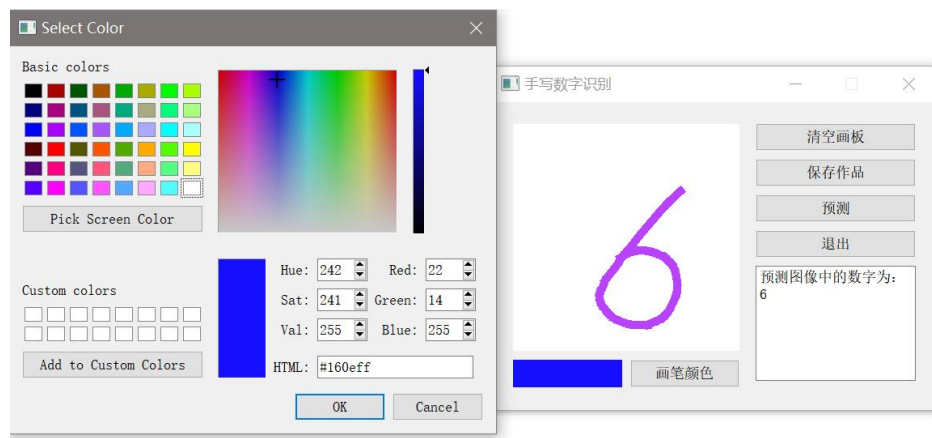 Select Color
Basic colors
Pick Screen Color
Custom colors
Add to Custom Colors
Hue: 242 Red: 22
Sat: 241 Green: 14
Val: 255 Blue: 255
HTML: #160eff
OK Cancel
手写数字识别
6
清空画板
保存作品
预测
退出
预测图像中的数字为:
6
画笔颜色